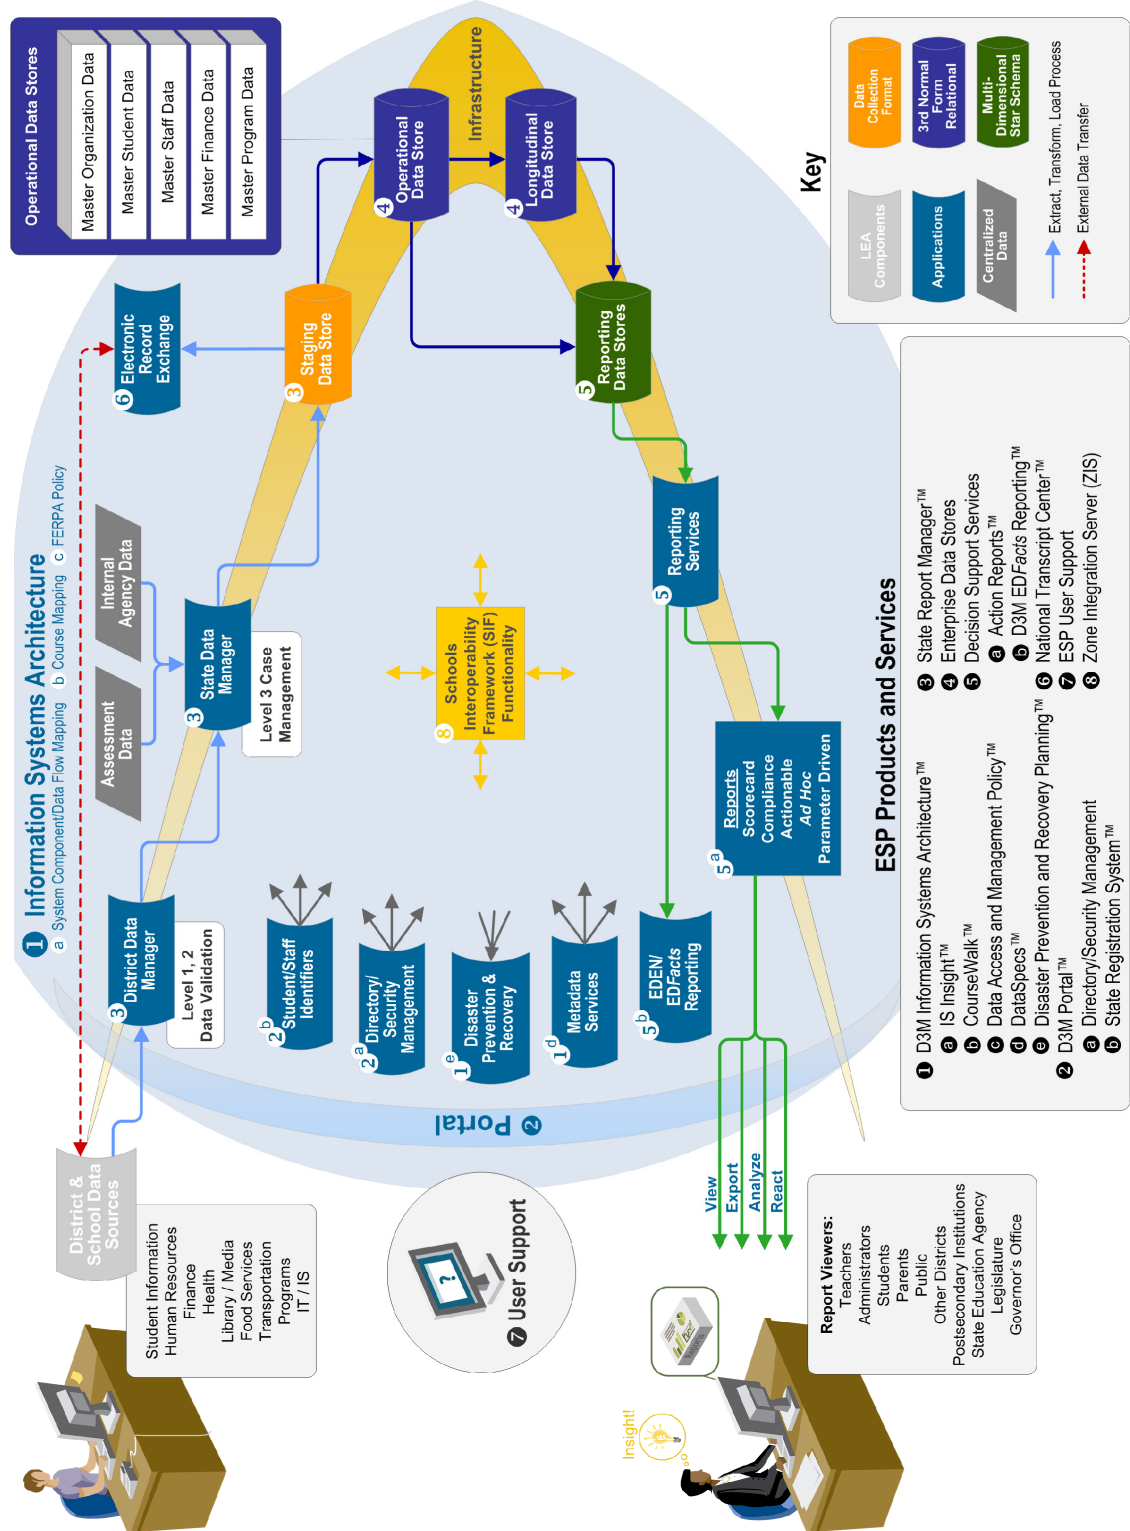 1 Information Systems Architecture
a System Component/Data Flow Mapping b Course Mapping c FERPA Policy
Operational Data Stores
Master Organization Data
Master Student Data
Master Staff Data
Master Finance Data
Master Program Data
District &
School Data
Sources
Student Information
Human Resources
Finance
Health
Library / Media
Food Services
Transportation
Programs
IT / IS
3 District Data
Manager
Level 1, 2
Data Validation
Assessment
Data
Internal
Agency Data
3 State Data
Manager
Level 3 Case
Management
6 Electronic
Record
Exchange
3 Staging
Data Store
4 Operational
Data Store
Infrastructure
4 Longitudinal
Data Store
5 Reporting
Data Stores
5 Reporting
Services
8 Schools
Interoperability
Framework (SIF)
Functionality
2 b Student/Staff
Identifiers
2 a Directory/
Security
Management
1 e Disaster
Prevention &
Recovery
1 d Metadata
Services
5 b EDEN/
EDFacts
Reporting
5 a Reports
Scorecard
Compliance
Actionable
Ad Hoc
Parameter Driven
2 Portal
7 User Support
?
View
Export
Analyze
React
Insight!
Reports
Report Viewers:
Teachers
Administrators
Students
Parents
Public
Other Districts
Postsecondary Institutions
State Education Agency
Legislature
Governor's Office
ESP Products and Services
1 D3M Information Systems Architecture™
a IS Insight™
b CourseWalk™
c Data Access and Management Policy™
d DataSpecs™
e Disaster Prevention and Recovery Planning™
2 D3M Portal™
a Directory/Security Management
b State Registration System™
3 State Report Manager™
4 Enterprise Data Stores
5 Decision Support Services
a Action Reports™
b D3M EDFacts Reporting™
6 National Transcript Center™
7 ESP User Support
8 Zone Integration Server (ZIS)
Key
LEA
Components
Data
Collection
Format
Applications
3rd Normal
Form
Relational
Centralized
Data
Multi-
Dimensional
Star Schema
Extract, Transform, Load Process
External Data Transfer